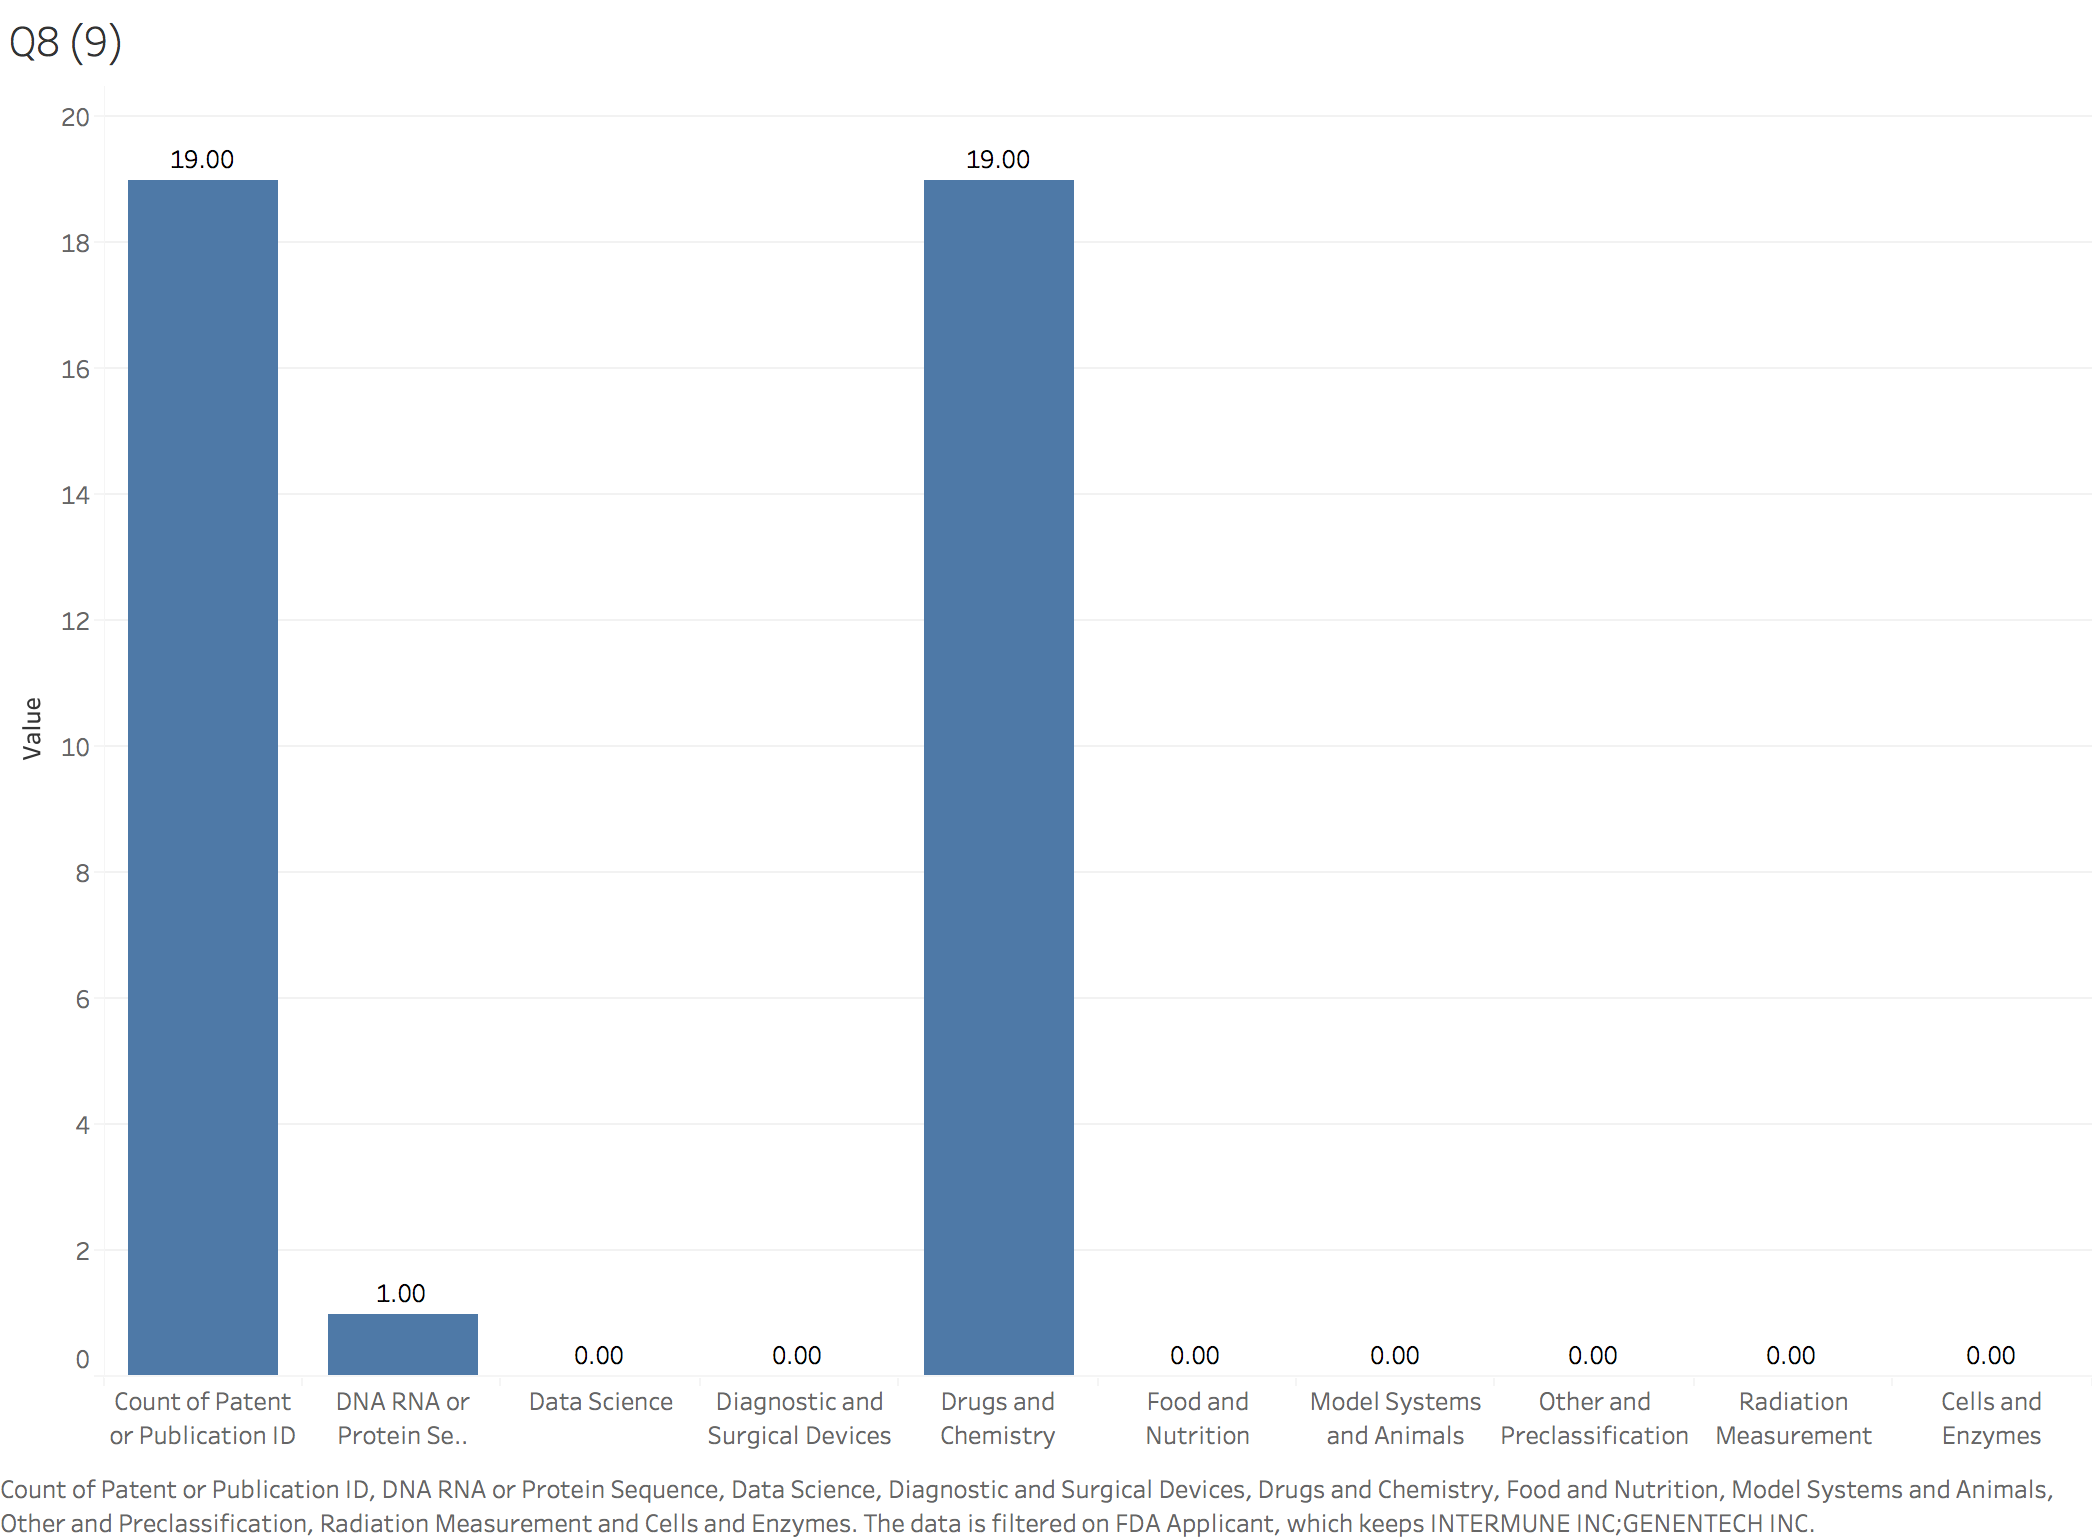 Q8 (9)
20
18
16
14
12
10
8
6
4
2
0
Value
19.00
1.00
0.00
0.00
19.00
0.00
0.00
0.00
0.00
0.00
Count of Patent
or Publication ID
DNA RNA or
Protein Se..
Data Science
Diagnostic and
Surgical Devices
Drugs and
Chemistry
Food and
Nutrition
Model Systems
and Animals
Other and
Preclassification
Radiation
Measurement
Cells and
Enzymes
Count of Patent or Publication ID, DNA RNA or Protein Sequence, Data Science, Diagnostic and Surgical Devices, Drugs and Chemistry, Food and Nutrition, Model Systems and Animals,
Other and Preclassification, Radiation Measurement and Cells and Enzymes. The data is filtered on FDA Applicant, which keeps INTERMUNE INC;GENENTECH INC.